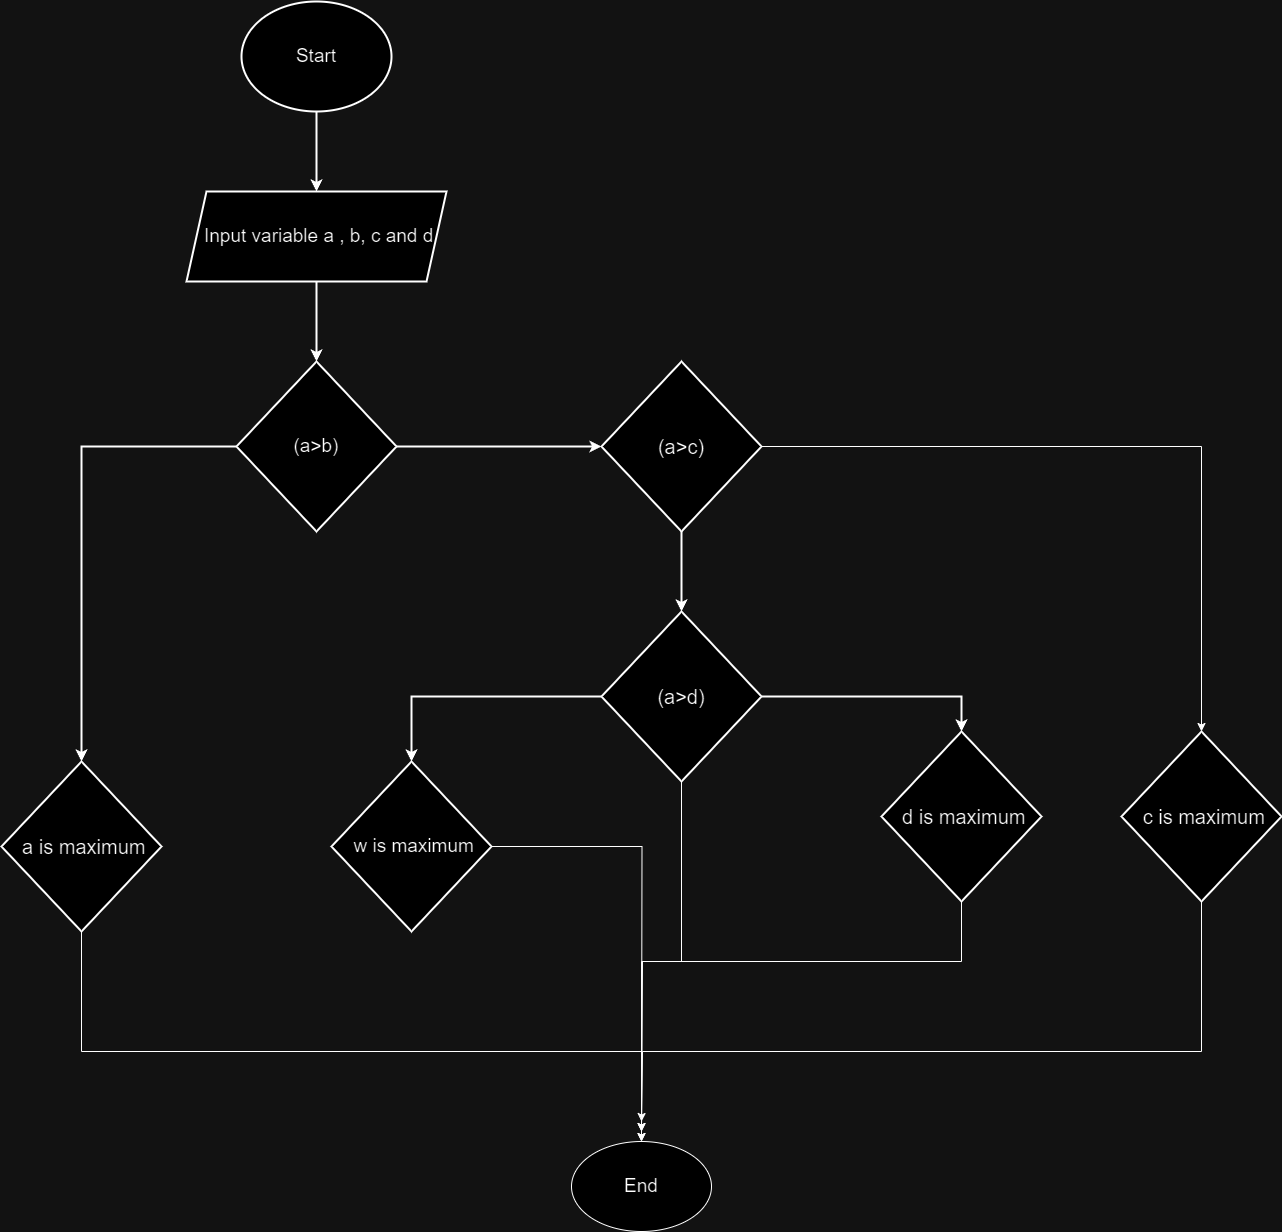 Start
Input variable a , b, c and d
(a>b)
(a>c)
(a>d)
a is maximum
w is maximum
d is maximum
c is maximum
End